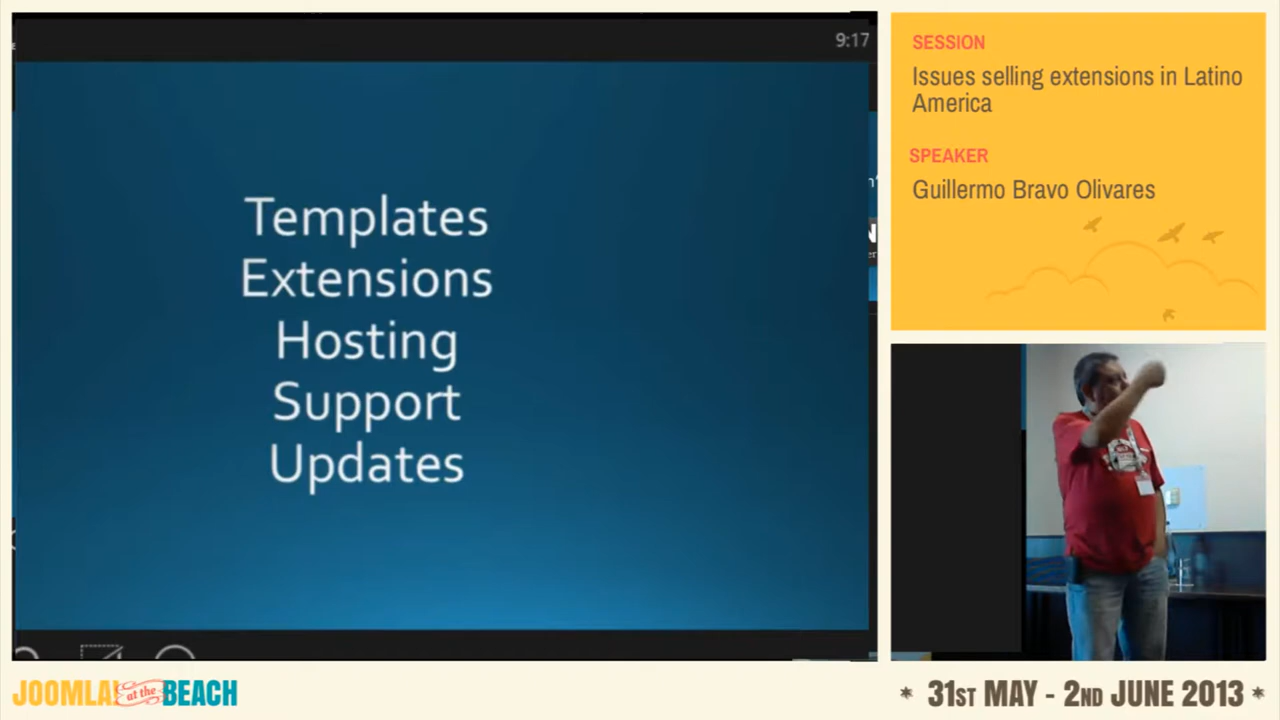 9:17
Templates
Extensions
Hosting
Support
Updates
SESSION
Issues selling extensions in Latino
America
SPEAKER
Guillermo Bravo Olivares
JOOMLA! at the BEACH
* 31ST MAY - 2ND JUNE 2013 *